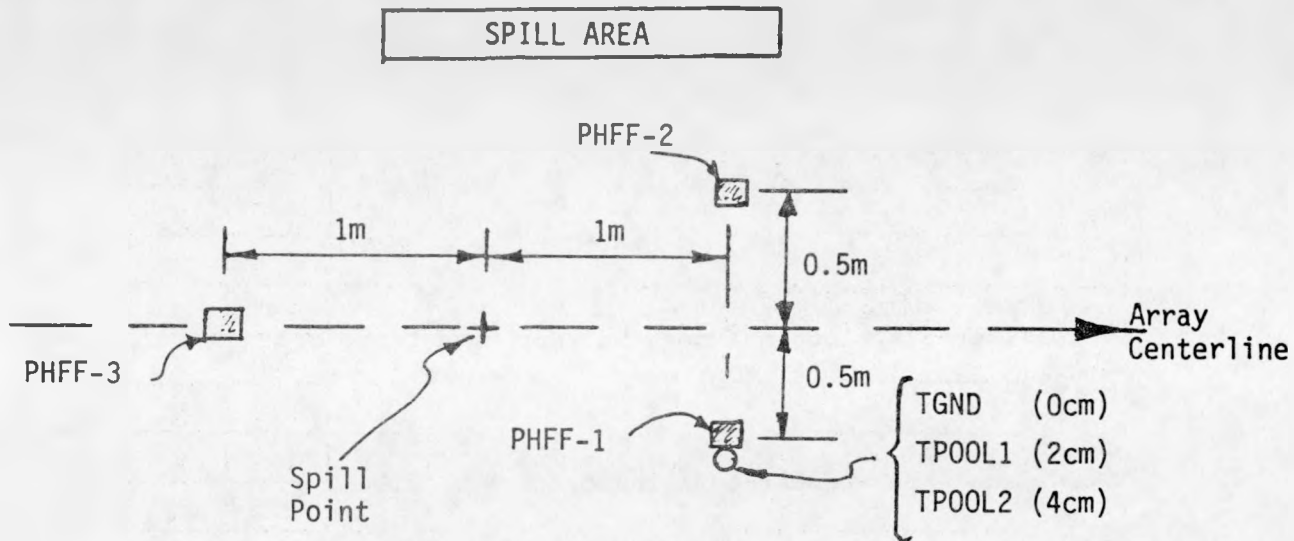 SPILL AREA
PHFF-2
1m
1m
0.5m
Array
Centerline
PHFF-3
0.5m
TGND (0cm)
PHFF-1
TPOOL1 (2cm)
Spill
Point
TPOOL2 (4cm)